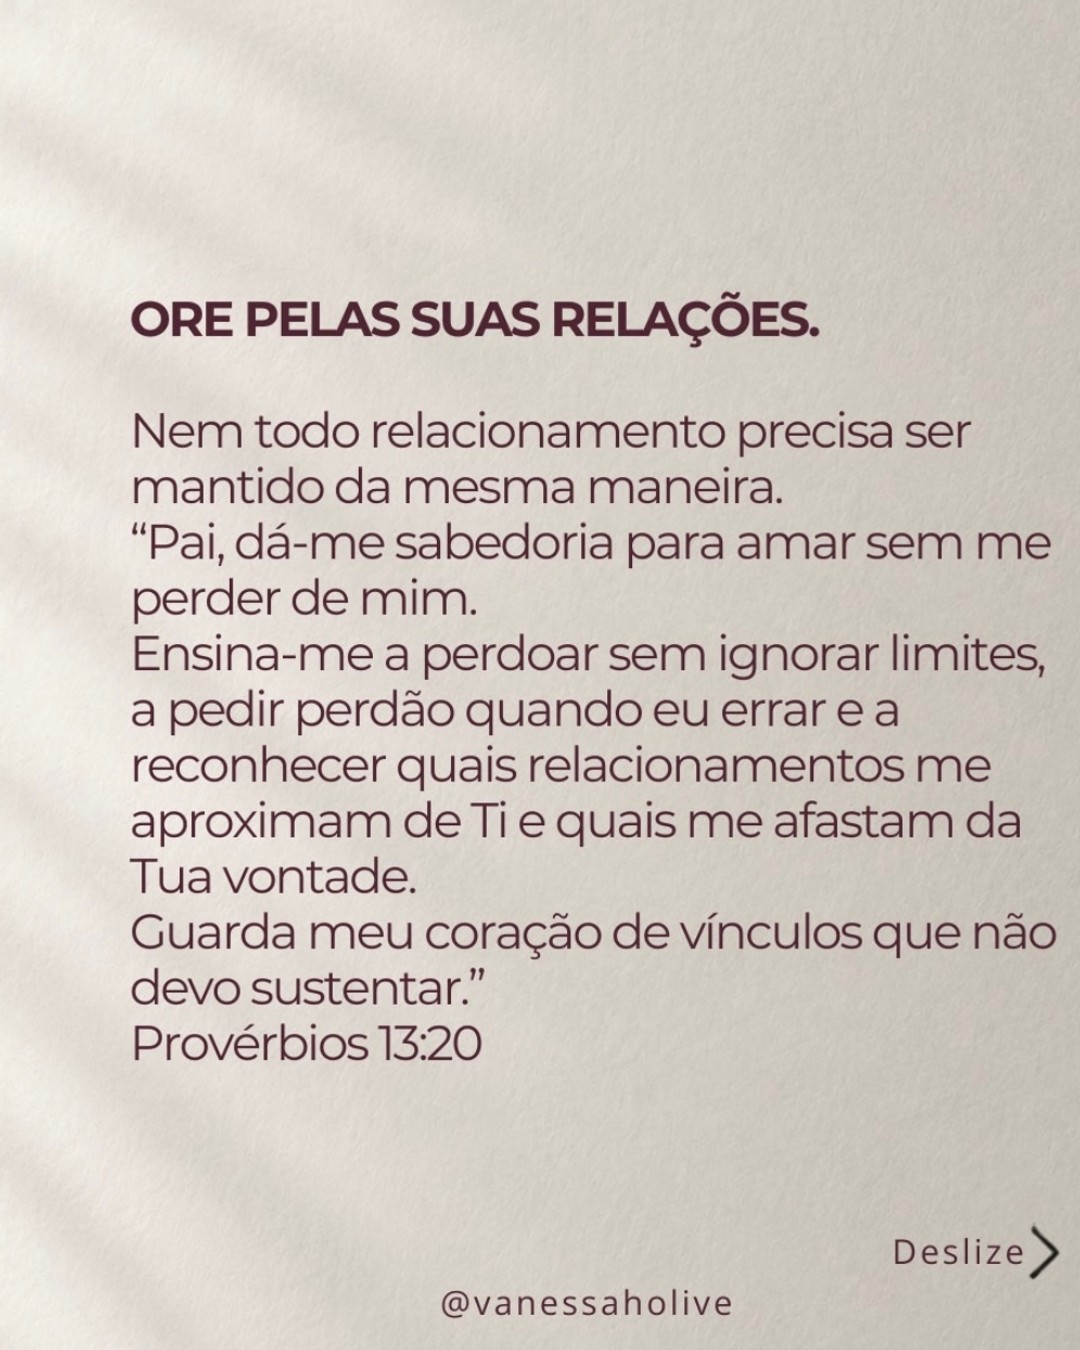 ORE PELAS SUAS RELAÇÕES.
Nem todo relacionamento precisa ser
mantido da mesma maneira.
“Pai, dá-me sabedoria para amar sem me
perder de mim.
Ensina-me a perdoar sem ignorar limites,
a pedir perdão quando eu errar e a
reconhecer quais relacionamentos me
aproximam de Ti e quais me afastam da
Tua vontade.
Guarda meu coração de vínculos que não
devo sustentar.”
Provérbios 13:20
Deslize
@vanessaholive